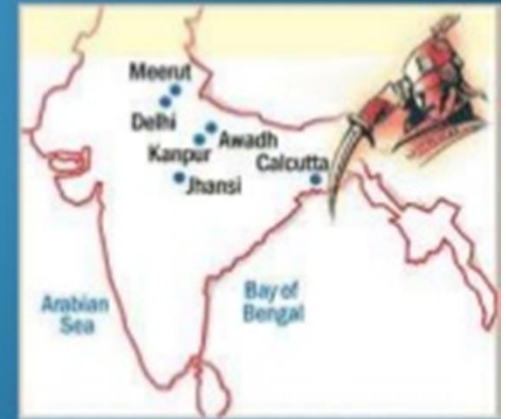 Meerut
Delhi
Awadh
Kanpur
Calcutta
Jhansi
Arabian
Sea
Bay of
Bengal